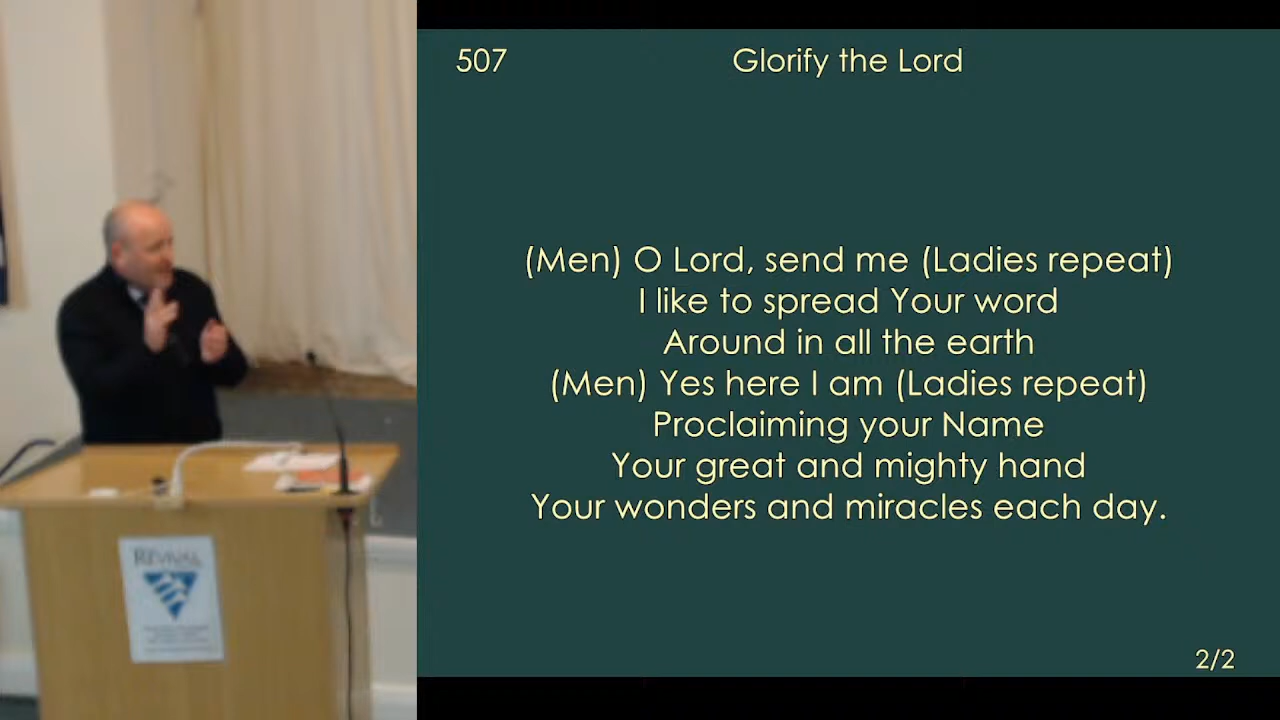 507
Glorify the Lord
(Men) O Lord, send me (Ladies repeat)
I like to spread Your word
Around in all the earth
(Men) Yes here I am (Ladies repeat)
Proclaiming your Name
Your great and mighty hand
Your wonders and miracles each day.
2/2
REVIVAL